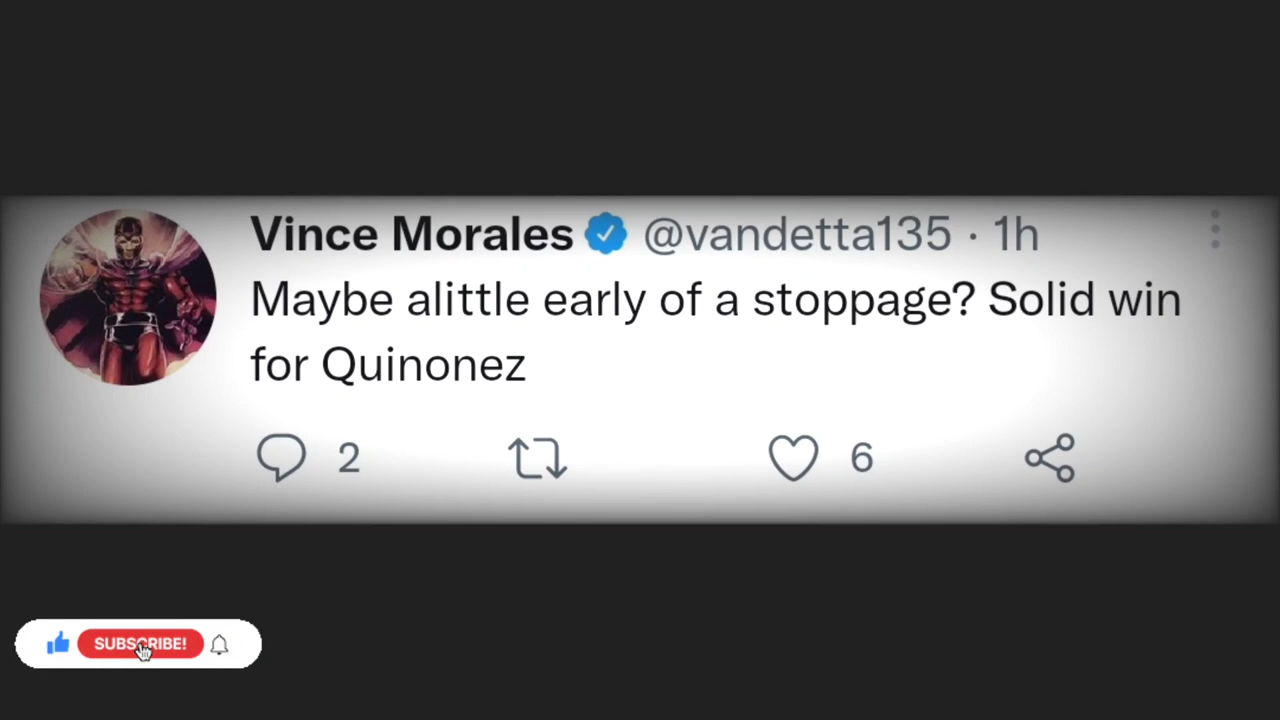 Vince Morales @vandetta135 · 1h
Maybe alittle early of a stoppage? Solid win
for Quinonez
2 6
SUBSCRIBE!